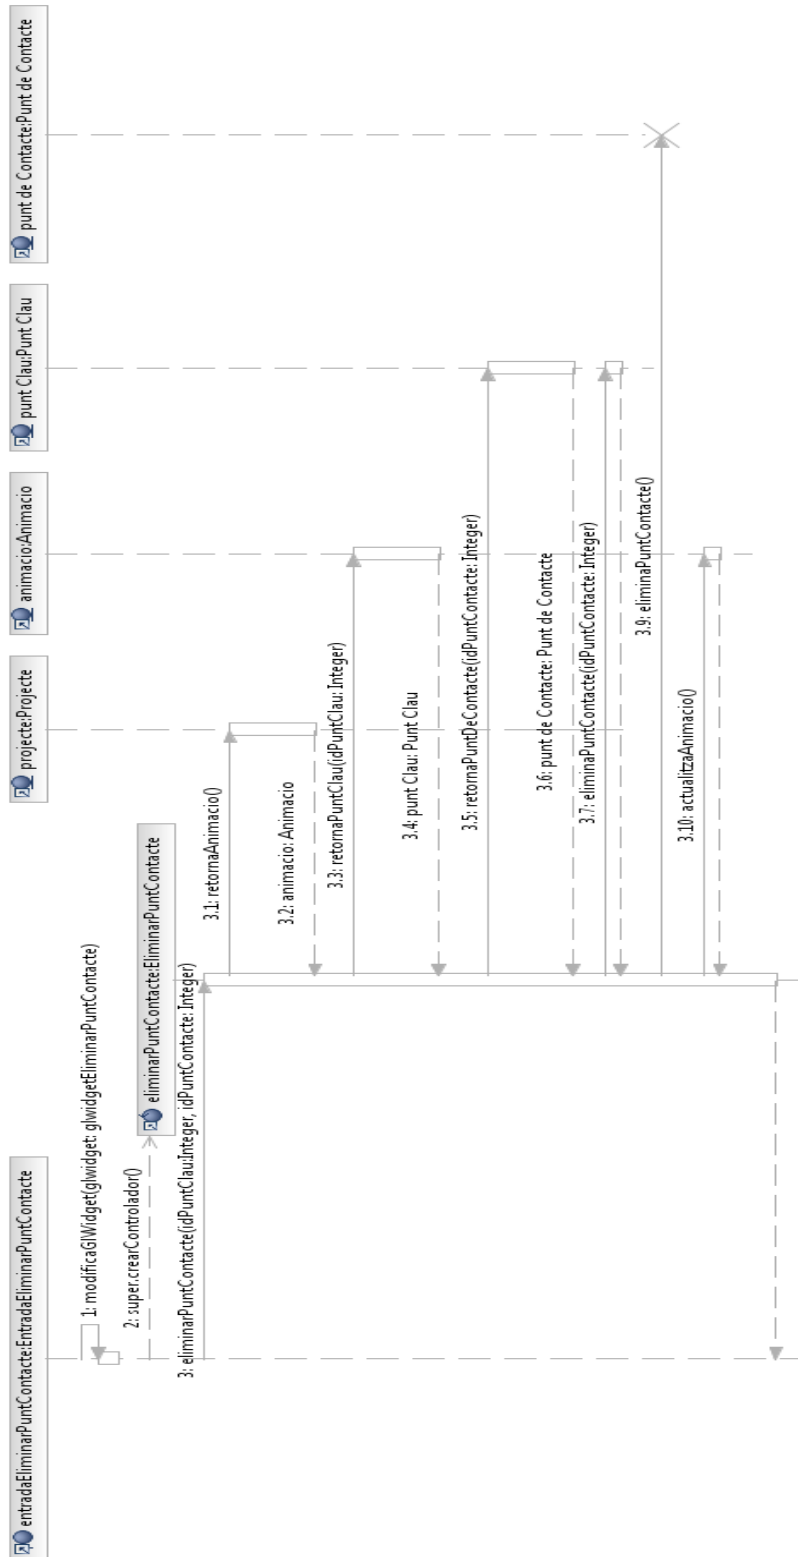 entradaEliminarPuntContacte:EntradaEliminarPuntContacte
projecte:Projecte
animacio:Animacio
punt Clau:Punt Clau
punt de Contacte:Punt de Contacte
1: modificaGlWidget(glwidget: glwidgetEliminarPuntContacte)
2: super.crearControlador()
eliminarPuntContacte:EliminarPuntContacte
3: eliminarPuntContacte(idPuntClau:Integer, idPuntContacte: Integer)
3.1: retornaAnimacio()
3.2: animacio: Animacio
3.3: retornaPuntClau(idPuntClau: Integer)
3.4: punt Clau: Punt Clau
3.5: retornaPuntDeContacte(idPuntContacte: Integer)
3.6: punt de Contacte: Punt de Contacte
3.7: eliminaPuntContacte(idPuntContacte: Integer)
3.9: eliminaPuntContacte()
3.10: actualitzaAnimacio()